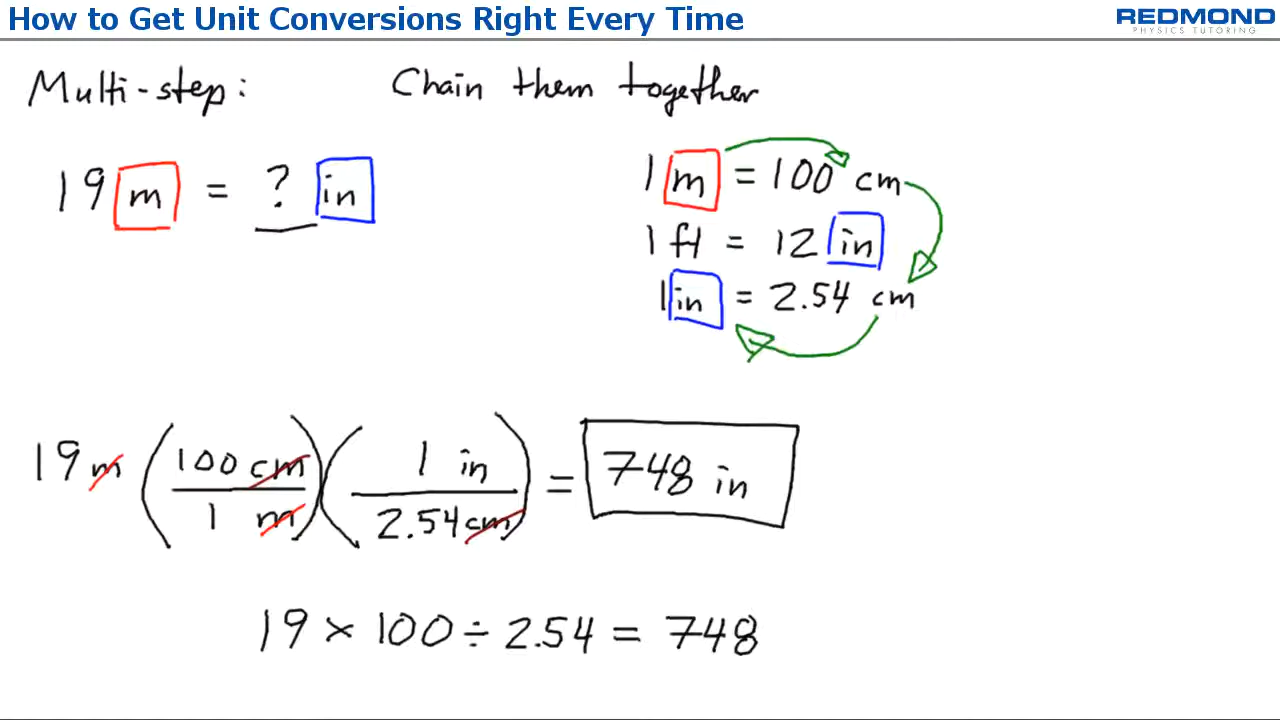 How to Get Unit Conversions Right Every Time
REDMOND
PHYSICS TUTORING
Multi-step: Chain them together
19 m = ? in
1 m = 100 cm
1 ft = 12 in
1 in = 2.54 cm
19 m (100 cm / 1 m)(1 in / 2.54 cm) = 748 in
19 × 100 ÷ 2.54 = 748